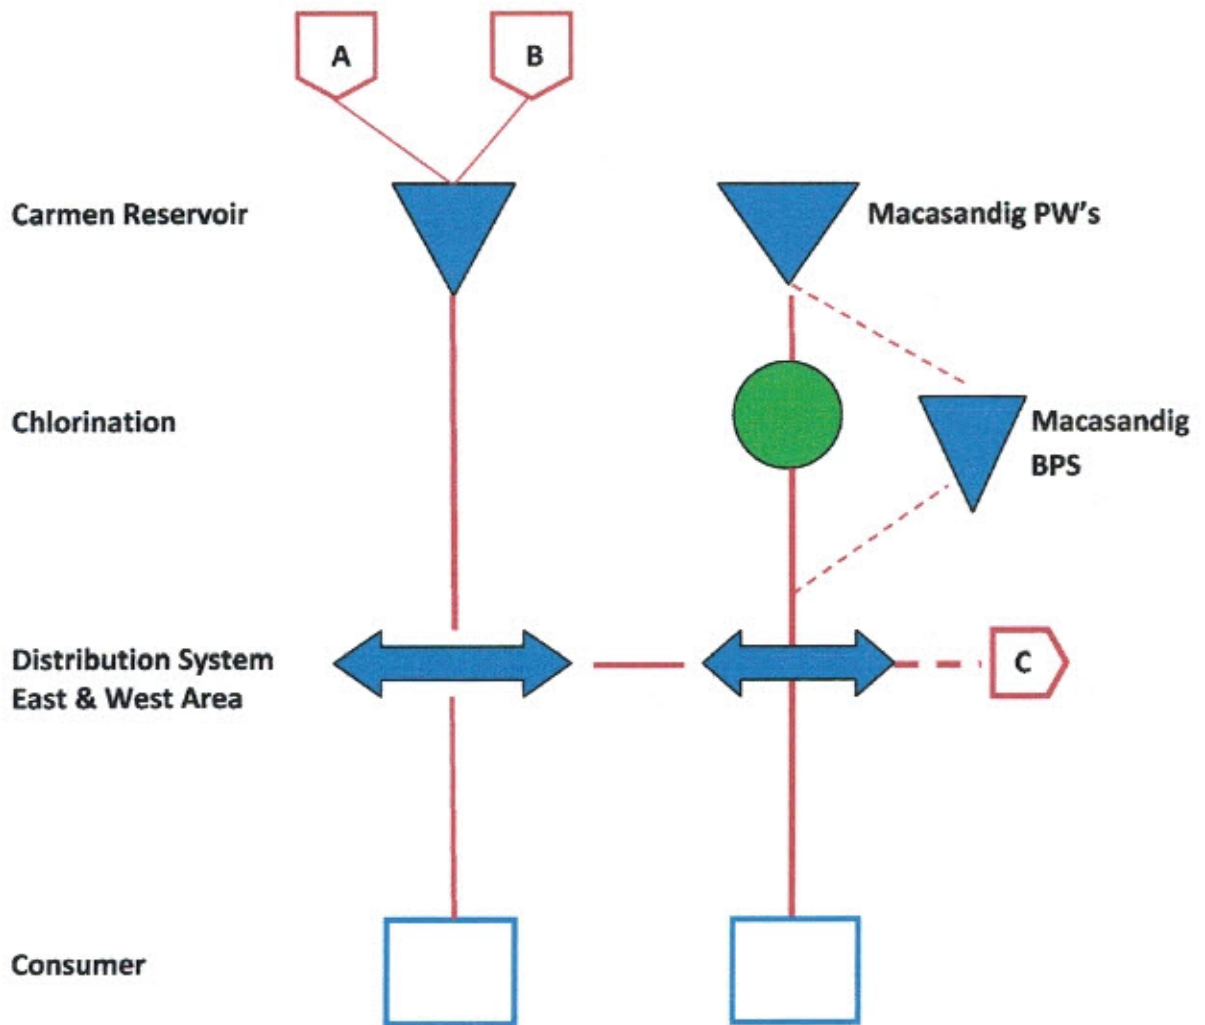 A
B
Carmen Reservoir
Macasandig PW's
Chlorination
Macasandig
BPS
Distribution System
East & West Area
C
Consumer